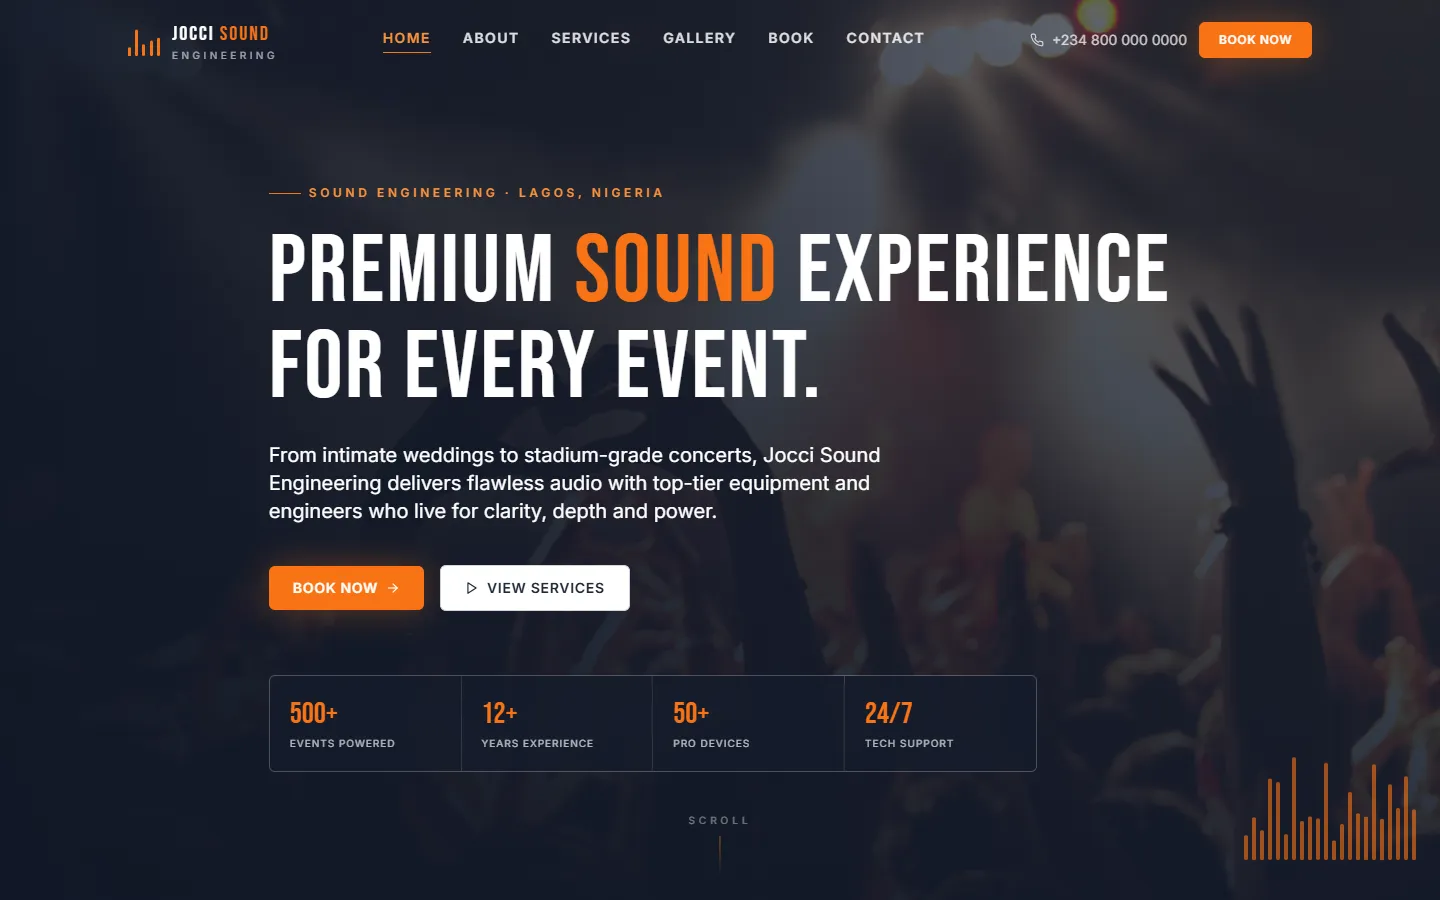 JOCCI SOUND
ENGINEERING
HOME
ABOUT
SERVICES
GALLERY
BOOK
CONTACT
+234 800 000 0000
BOOK NOW
SOUND ENGINEERING · LAGOS, NIGERIA
PREMIUM SOUND EXPERIENCE
FOR EVERY EVENT.
From intimate weddings to stadium-grade concerts, Jocci Sound
Engineering delivers flawless audio with top-tier equipment and
engineers who live for clarity, depth and power.
BOOK NOW
VIEW SERVICES
500+
EVENTS POWERED
12+
YEARS EXPERIENCE
50+
PRO DEVICES
24/7
TECH SUPPORT
SCROLL